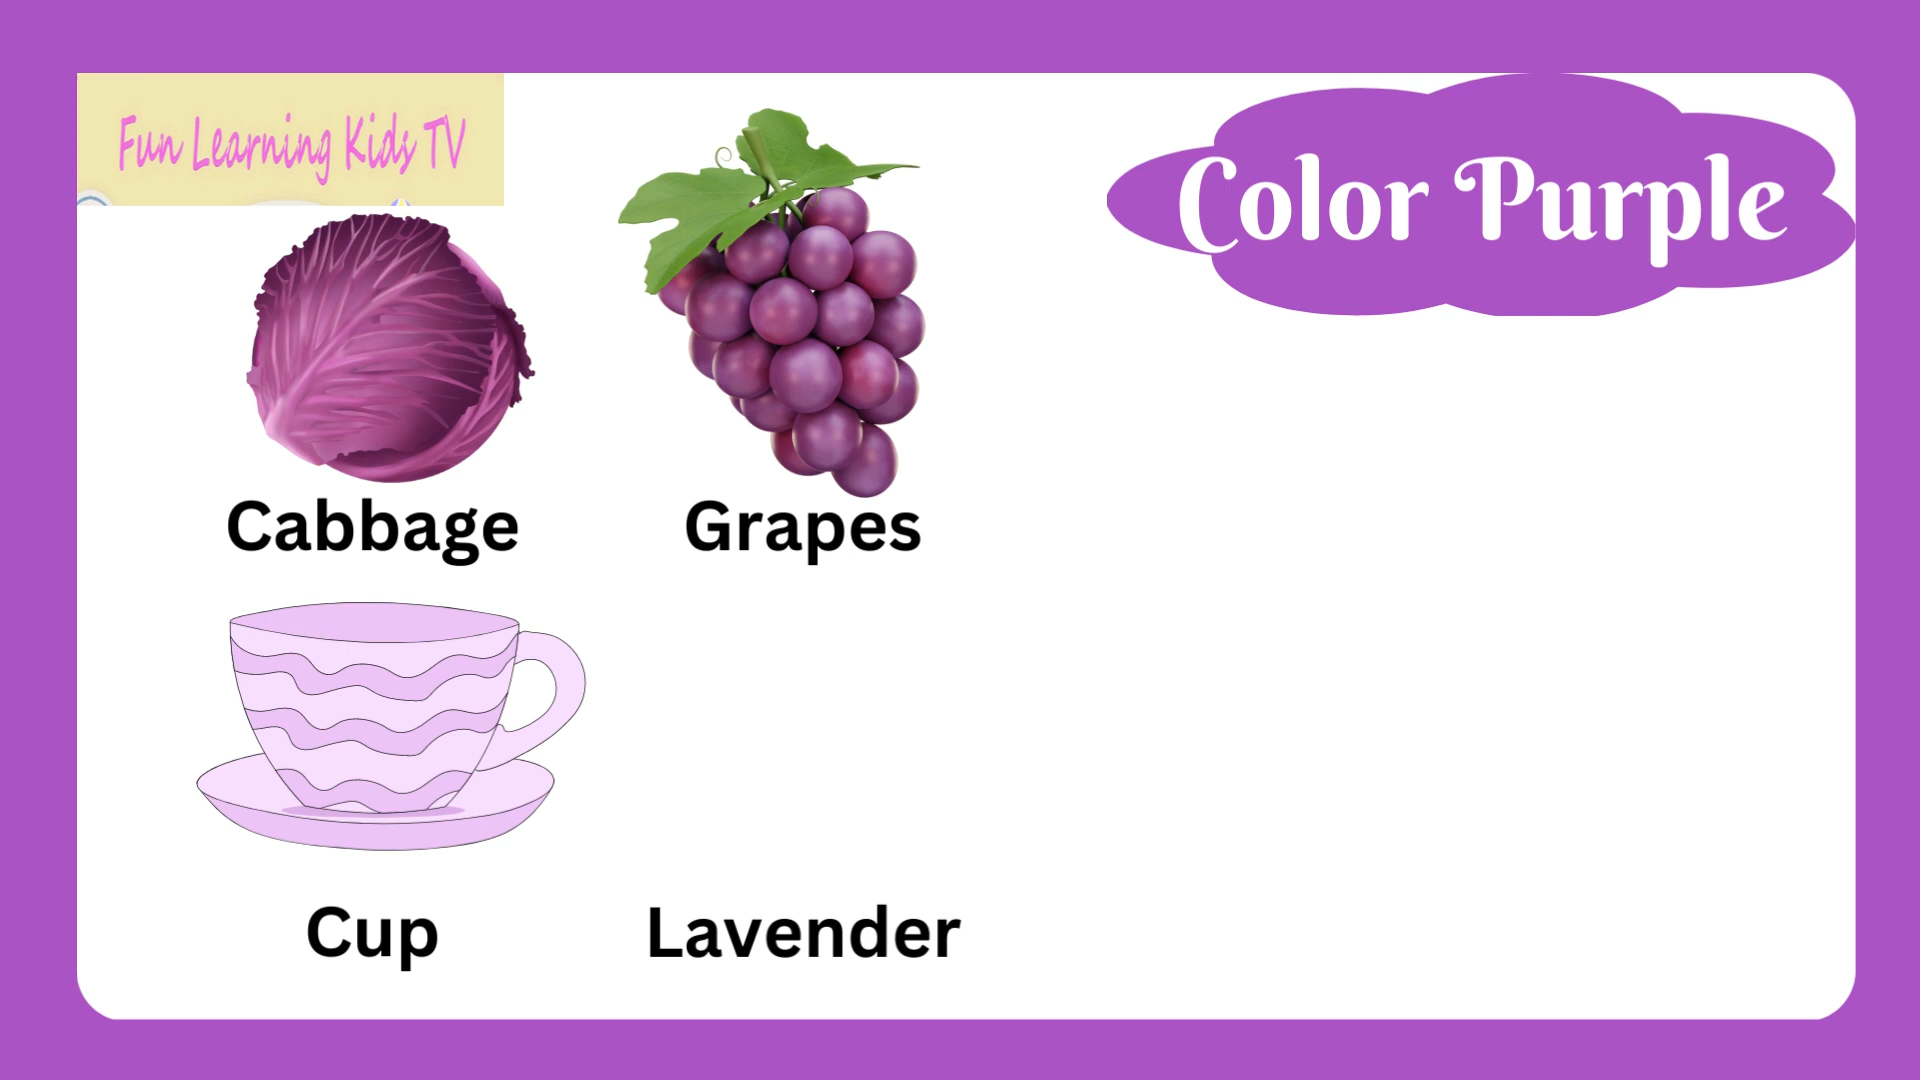 Fun Learning Kids TV
Color Purple
Cabbage
Grapes
Cup
Lavender